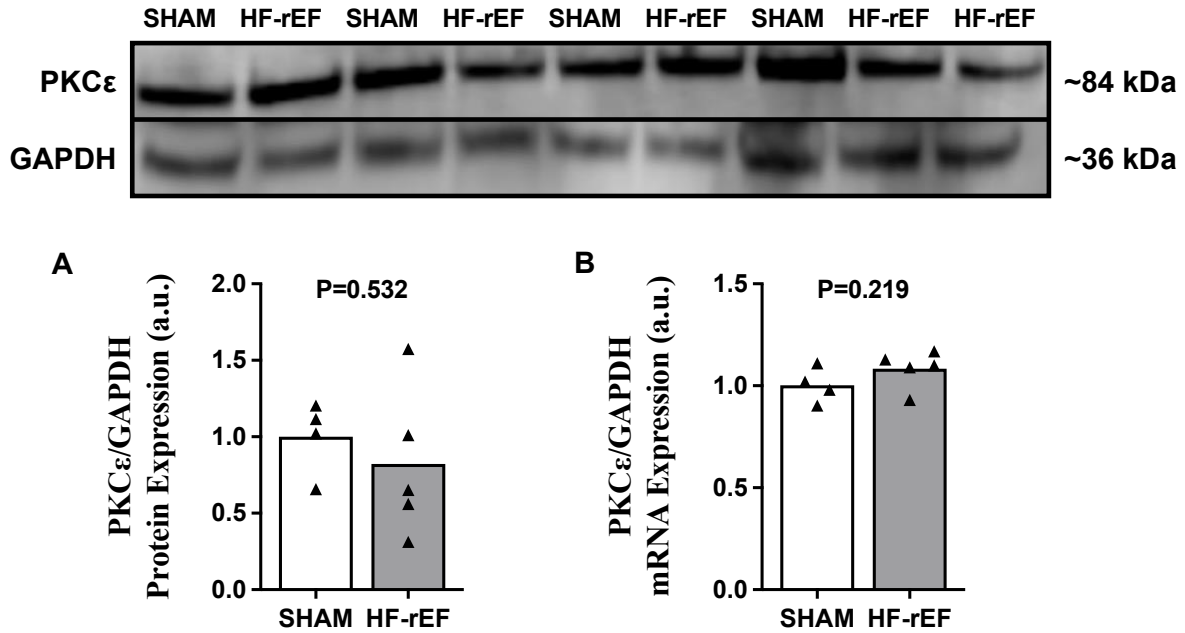 SHAM HF-rEF SHAM HF-rEF SHAM HF-rEF SHAM HF-rEF HF-rEF
PKCε ~84 kDa
GAPDH ~36 kDa
A
P=0.532
PKCε/GAPDH
Protein Expression (a.u.)
2.0
1.5
1.0
0.5
0.0
SHAM HF-rEF
B
P=0.219
PKCε/GAPDH
mRNA Expression (a.u.)
1.5
1.0
0.5
0.0
SHAM HF-rEF